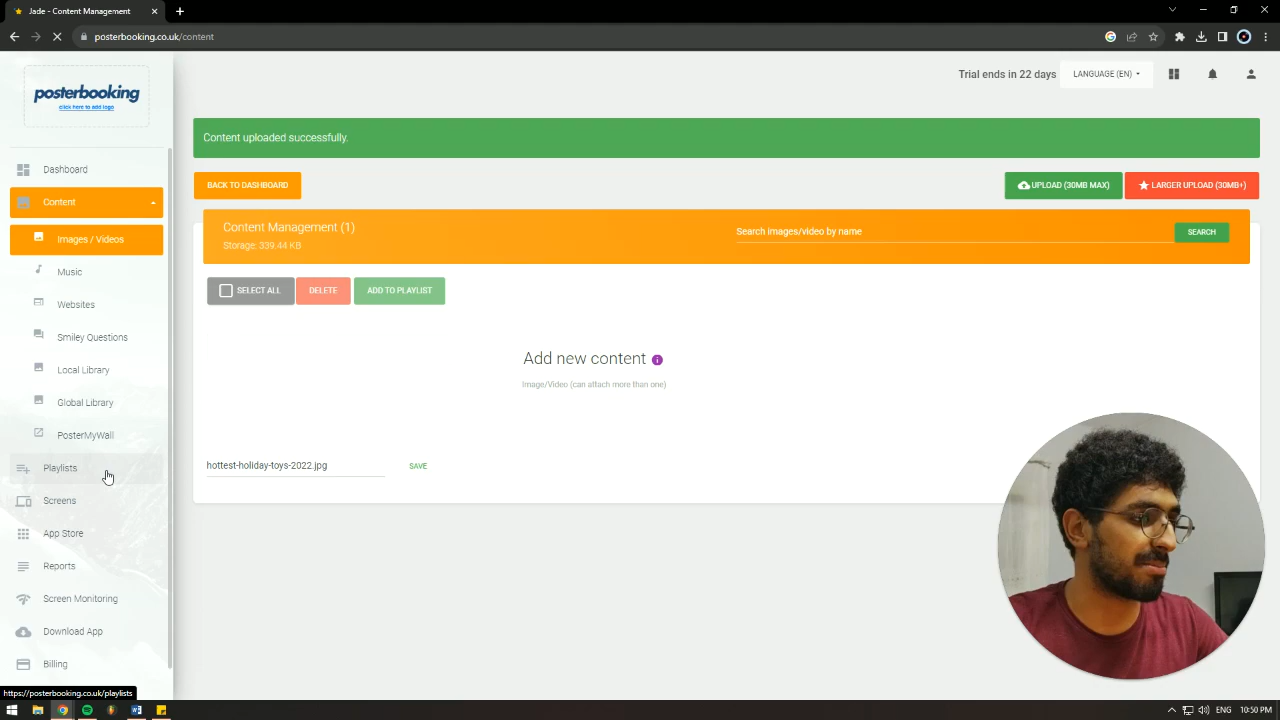 Jade - Management
posterbooking.co.uk/content
posterbooking
click here to add logo
Trial ends in 22 days
LANGUAGE (EN)
Content uploaded successfully.
Dashboard
Content
Images / Videos
Music
Websites
Smiley Questions
Local Library
Global Library
PosterMyWall
Playlists
Screens
App Store
Reports
Screen Monitoring
Download App
Billing
BACK TO DASHBOARD
UPLOAD (30MB MAX)
LARGER UPLOAD (30MB+)
Content Management (1)
Storage: 339.44 KB
Search images/video by name
SEARCH
SELECT ALL
DELETE
ADD TO PLAYLIST
Add new content
Image/Video (can attach more than one)
hottest-holiday-toys-2022.jpg
SAVE
https://posterbooking.co.uk/playlists
ENG
10:50 PM